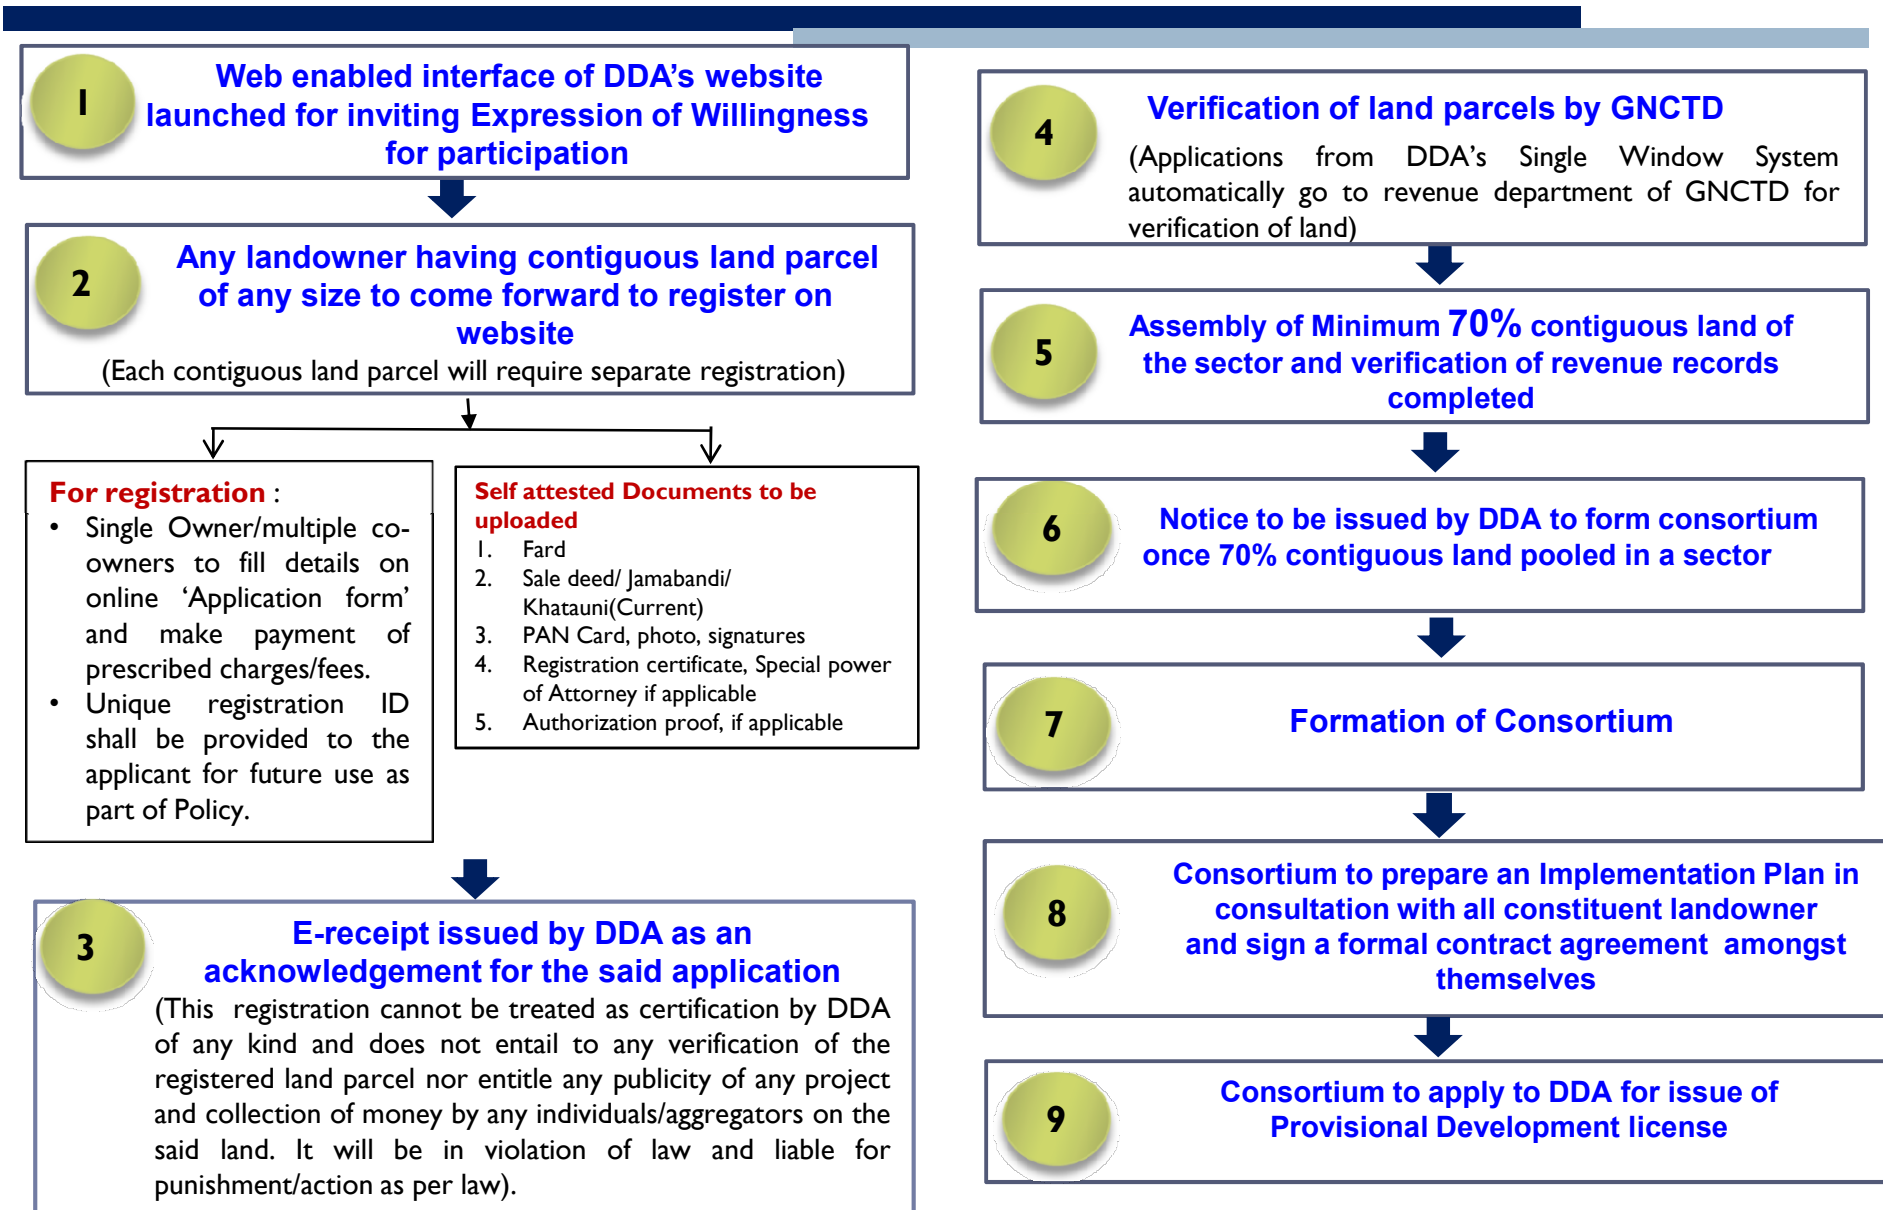 1
Web enabled interface of DDA’s website
launched for inviting Expression of Willingness
for participation
2
Any landowner having contiguous land parcel
of any size to come forward to register on
website
(Each contiguous land parcel will require separate registration)
For registration :
• Single Owner/multiple co-
owners to fill details on
online ‘Application form’
and make payment of
prescribed charges/fees.
• Unique registration ID
shall be provided to the
applicant for future use as
part of Policy.
Self attested Documents to be
uploaded
1. Fard
2. Sale deed/ Jamabandi/
Khatauni(Current)
3. PAN Card, photo, signatures
4. Registration certificate, Special power
of Attorney if applicable
5. Authorization proof, if applicable
3
E-receipt issued by DDA as an
acknowledgement for the said application
(This registration cannot be treated as certification by DDA
of any kind and does not entail to any verification of the
registered land parcel nor entitle any publicity of any project
and collection of money by any individuals/aggregators on the
said land. It will be in violation of law and liable for
punishment/action as per law).
4
Verification of land parcels by GNCTD
(Applications from DDA’s Single Window System
automatically go to revenue department of GNCTD for
verification of land)
5
Assembly of Minimum 70% contiguous land of
the sector and verification of revenue records
completed
6
Notice to be issued by DDA to form consortium
once 70% contiguous land pooled in a sector
7
Formation of Consortium
8
Consortium to prepare an Implementation Plan in
consultation with all constituent landowner
and sign a formal contract agreement amongst
themselves
9
Consortium to apply to DDA for issue of
Provisional Development license